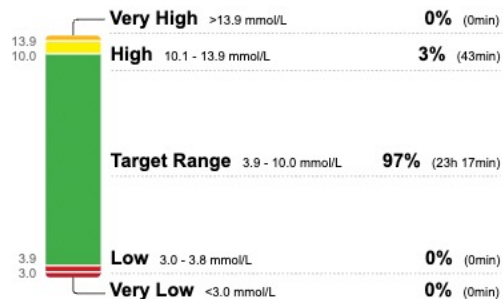 Very High >13.9 mmol/L 0% (0min)
13.9
10.0
High 10.1 - 13.9 mmol/L 3% (43min)
Target Range 3.9 - 10.0 mmol/L 97% (23h 17min)
3.9
3.0
Low 3.0 - 3.8 mmol/L 0% (0min)
Very Low <3.0 mmol/L 0% (0min)